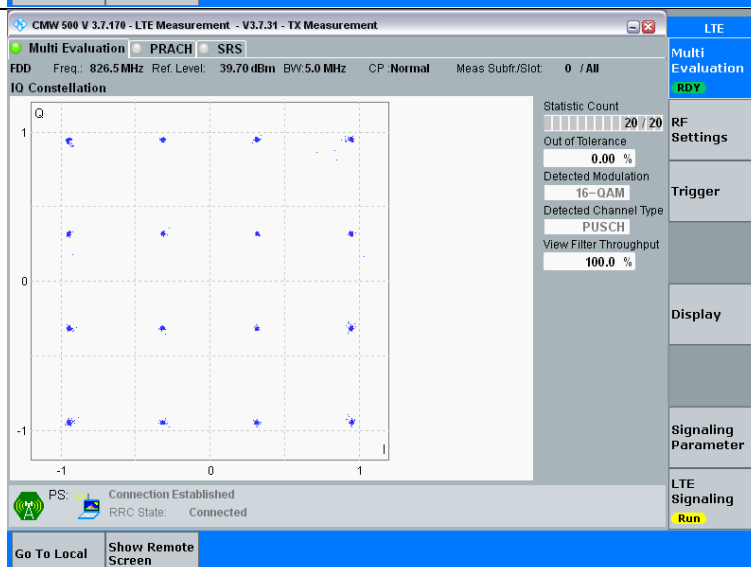 CMW 500 V 3.7.170 - LTE Measurement - V3.7.31 - TX Measurement
LTE
Multi Evaluation PRACH SRS
Multi
Evaluation
RDY
FDD Freq.: 826.5 MHz Ref. Level: 39.70 dBm BW: 5.0 MHz CP : Normal Meas Subfr./Slot: 0 / All
IQ Constellation
Q
1
0
-1
I
-1 0 1
Statistic Count
20 / 20
Out of Tolerance
0.00 %
Detected Modulation
16-QAM
Detected Channel Type
PUSCH
View Filter Throughput
100.0 %
RF
Settings
Trigger
Display
Signaling
Parameter
LTE
Signaling
Run
PS: Connection Established
RRC State: Connected
Go To Local
Show Remote
Screen